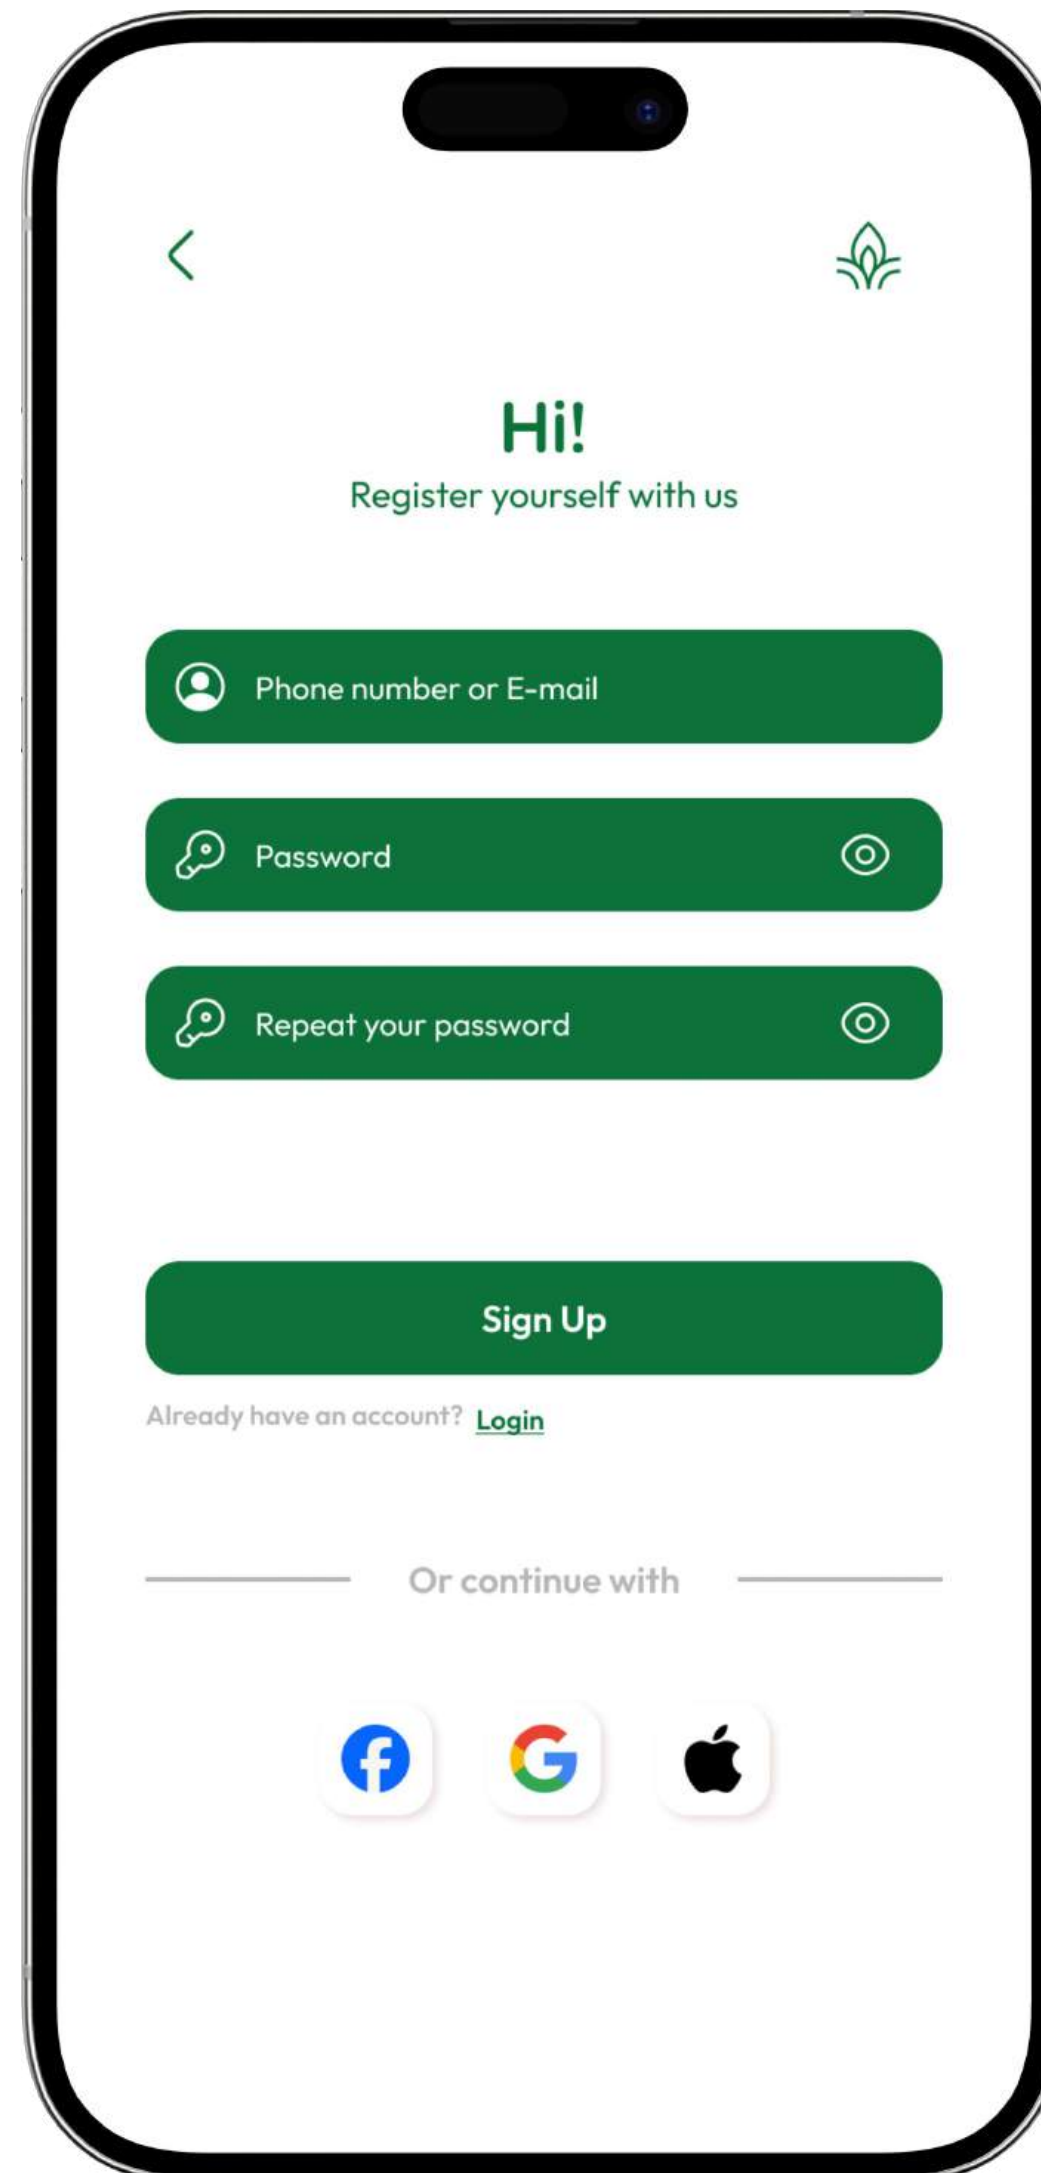 Hi!
Register yourself with us
Phone number or E-mail
Password
Repeat your password
Sign Up
Already have an account? Login
Or continue with